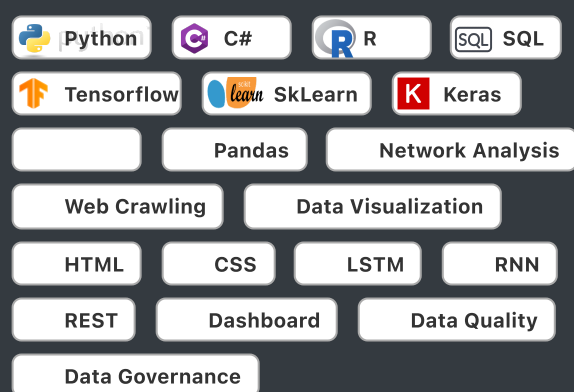 Python C# R SQL SQL
Tensorflow learn SkLearn K Keras
Pandas Network Analysis
Web Crawling Data Visualization
HTML CSS LSTM RNN
REST Dashboard Data Quality
Data Governance